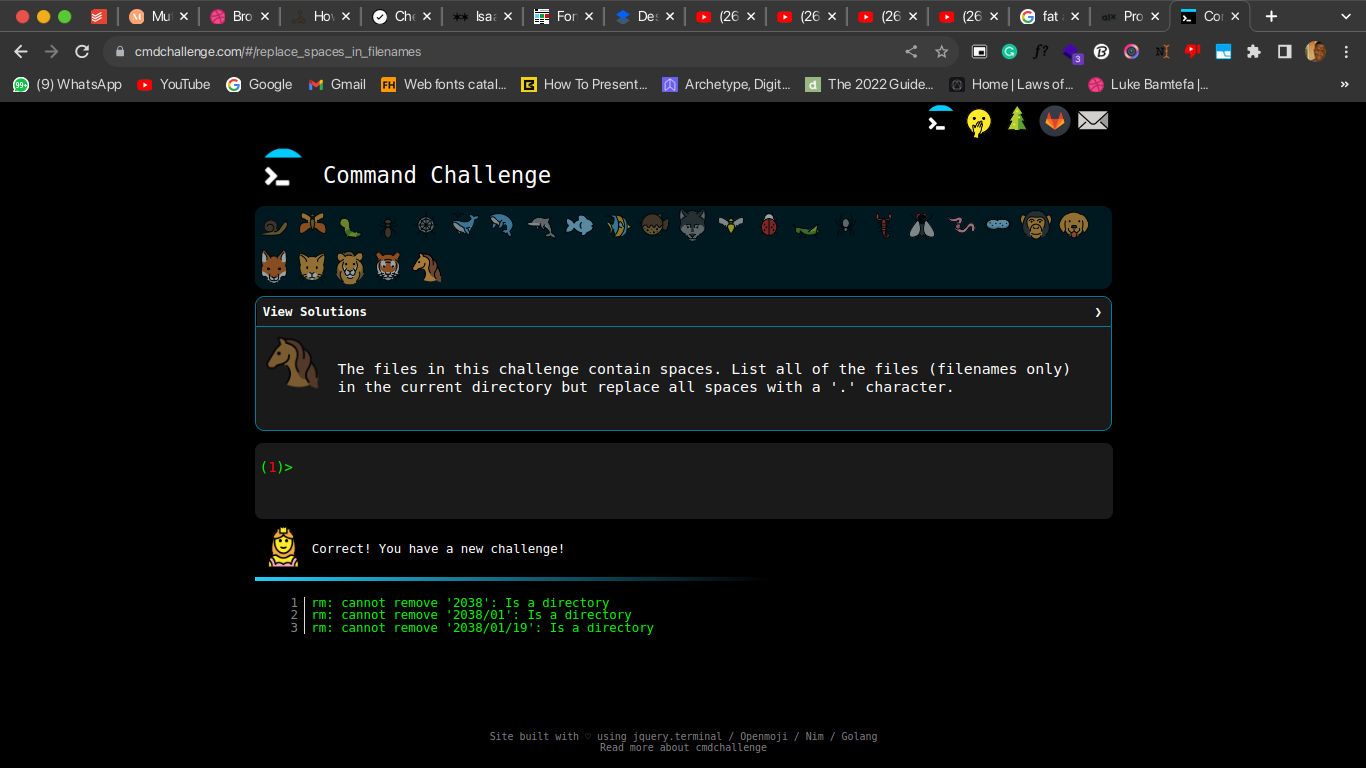 Mut
Bro
Hov
Che
Isaa
For
Des
(26
(26
(26
(26
fat
Pro
Co
cmdchallenge.com/#/replace_spaces_in_filenames
f?
3
99+ (9) WhatsApp YouTube Google Gmail FH Web fonts catal... How To Present... Archetype, Digit... d The 2022 Guide... Home | Laws of... Luke Bamtefa |... »
Command Challenge
View Solutions ❯
The files in this challenge contain spaces. List all of the files (filenames only)
in the current directory but replace all spaces with a '.' character.
(1)>
Correct! You have a new challenge!
1 rm: cannot remove '2038': Is a directory
2 rm: cannot remove '2038/01': Is a directory
3 rm: cannot remove '2038/01/19': Is a directory
Site built with ♡ using jquery.terminal / Openmoji / Nim / Golang
Read more about cmdchallenge